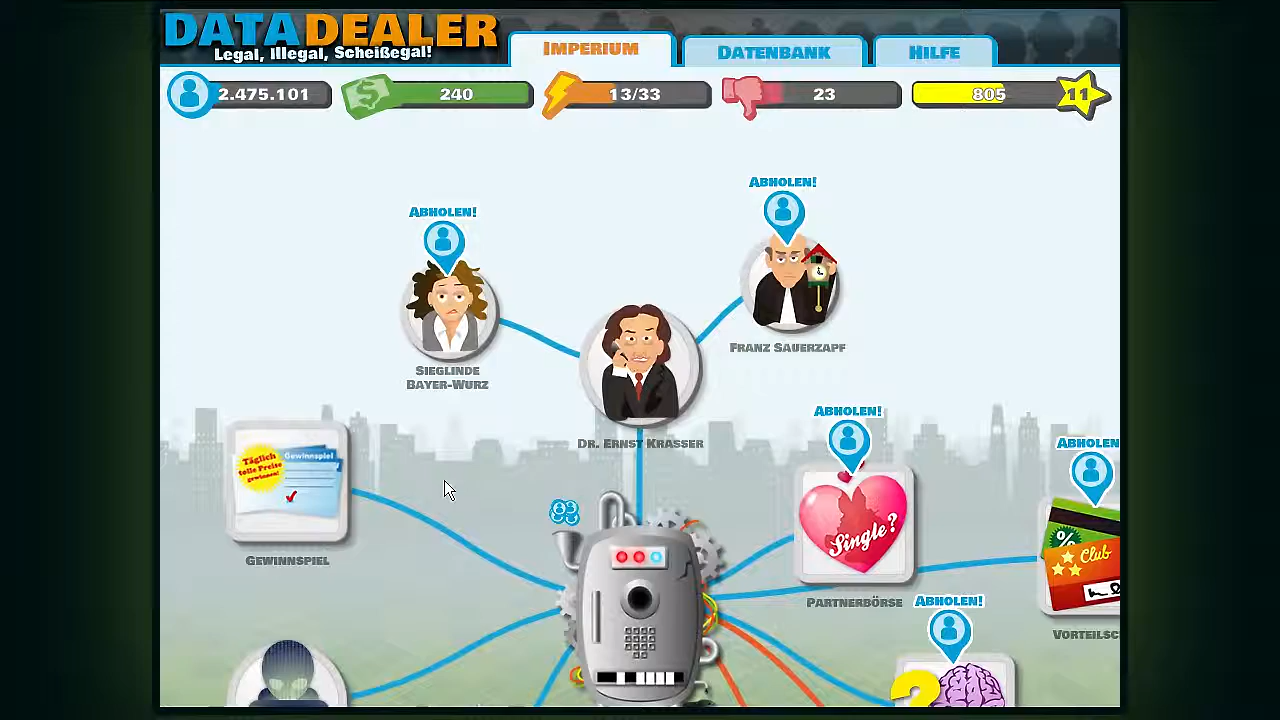 DATADEALER
Legal, Illegal, Scheißegal!
IMPERIUM
DATENBANK
HILFE
2.475.101
240
13/33
23
805
11
ABHOLEN!
ABHOLEN!
SIEGLINDE
BAYER-WURZ
FRANZ SAUERZAPF
DR. ERNST KRASSER
ABHOLEN!
ABHOLEN
Täglich
tolle Preise
gewinnen!
Gewinnspiel
GEWINNSPIEL
Single?
PARTNERBÖRSE
%
Club
VORTEILSC
ABHOLEN!
?